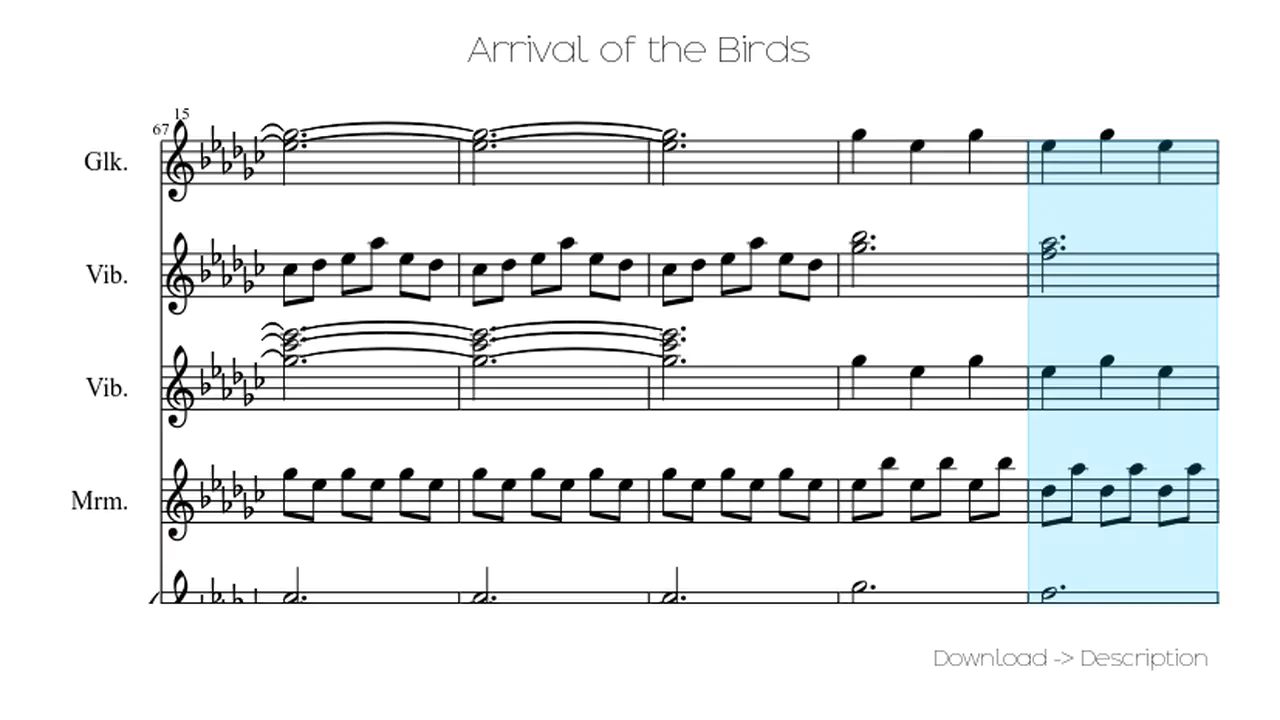 Arrival of the Birds
15
67
Glk.
Vib.
Vib.
Mrm.
Download -> Description